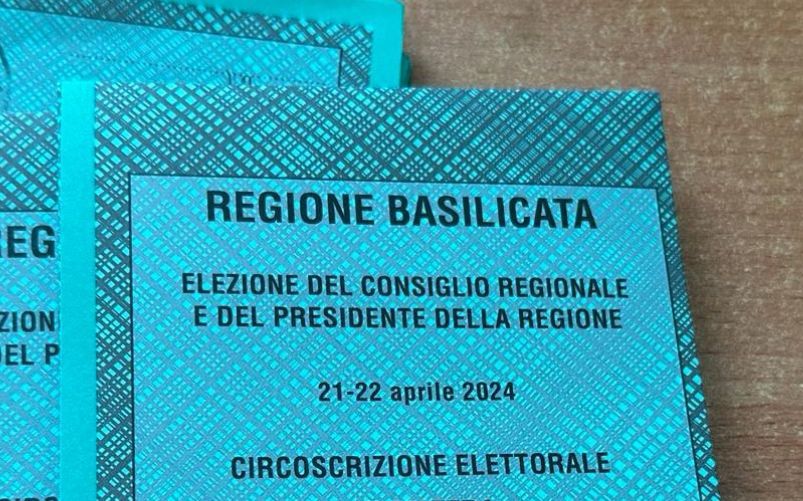 REGIONE BASILICATA
ELEZIONE DEL CONSIGLIO REGIONALE
E DEL PRESIDENTE DELLA REGIONE
21-22 aprile 2024
CIRCOSCRIZIONE ELETTORALE